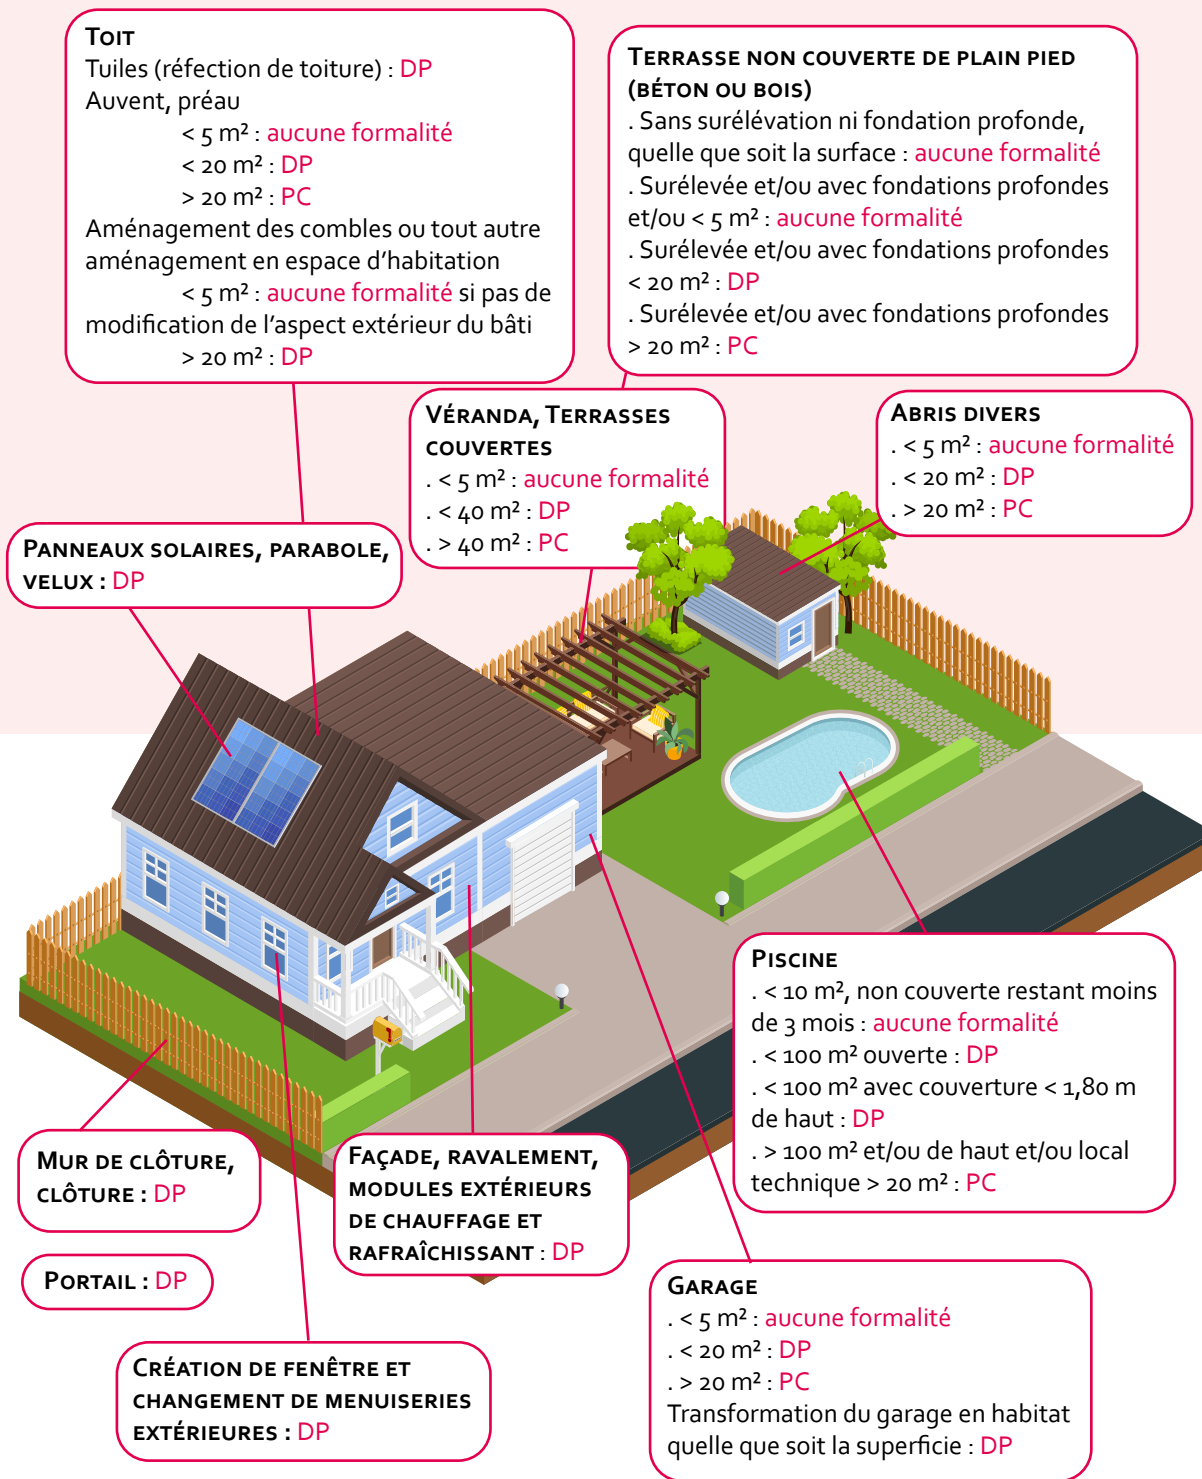 Toit
Tuiles (réfection de toiture) : DP
Auvent, préau
< 5 m² : aucune formalité
< 20 m² : DP
> 20 m² : PC
Aménagement des combles ou tout autre
aménagement en espace d'habitation
< 5 m² : aucune formalité si pas de
modification de l'aspect extérieur du bâti
> 20 m² : DP
Terrasse non couverte de plain pied
(béton ou bois)
. Sans surélévation ni fondation profonde,
quelle que soit la surface : aucune formalité
. Surélevée et/ou avec fondations profondes
et/ou < 5 m² : aucune formalité
. Surélevée et/ou avec fondations profondes
< 20 m² : DP
. Surélevée et/ou avec fondations profondes
> 20 m² : PC
Véranda, Terrasses
couvertes
. < 5 m² : aucune formalité
. < 40 m² : DP
. > 40 m² : PC
Abris divers
. < 5 m² : aucune formalité
. < 20 m² : DP
. > 20 m² : PC
Panneaux solaires, parabole,
velux : DP
Piscine
. < 10 m², non couverte restant moins
de 3 mois : aucune formalité
. < 100 m² ouverte : DP
. < 100 m² avec couverture < 1,80 m
de haut : DP
. > 100 m² et/ou de haut et/ou local
technique > 20 m² : PC
Mur de clôture,
clôture : DP
Façade, ravalement,
modules extérieurs
de chauffage et
rafraîchissant : DP
Portail : DP
Garage
. < 5 m² : aucune formalité
. < 20 m² : DP
. > 20 m² : PC
Transformation du garage en habitat
quelle que soit la superficie : DP
Création de fenêtre et
changement de menuiseries
extérieures : DP